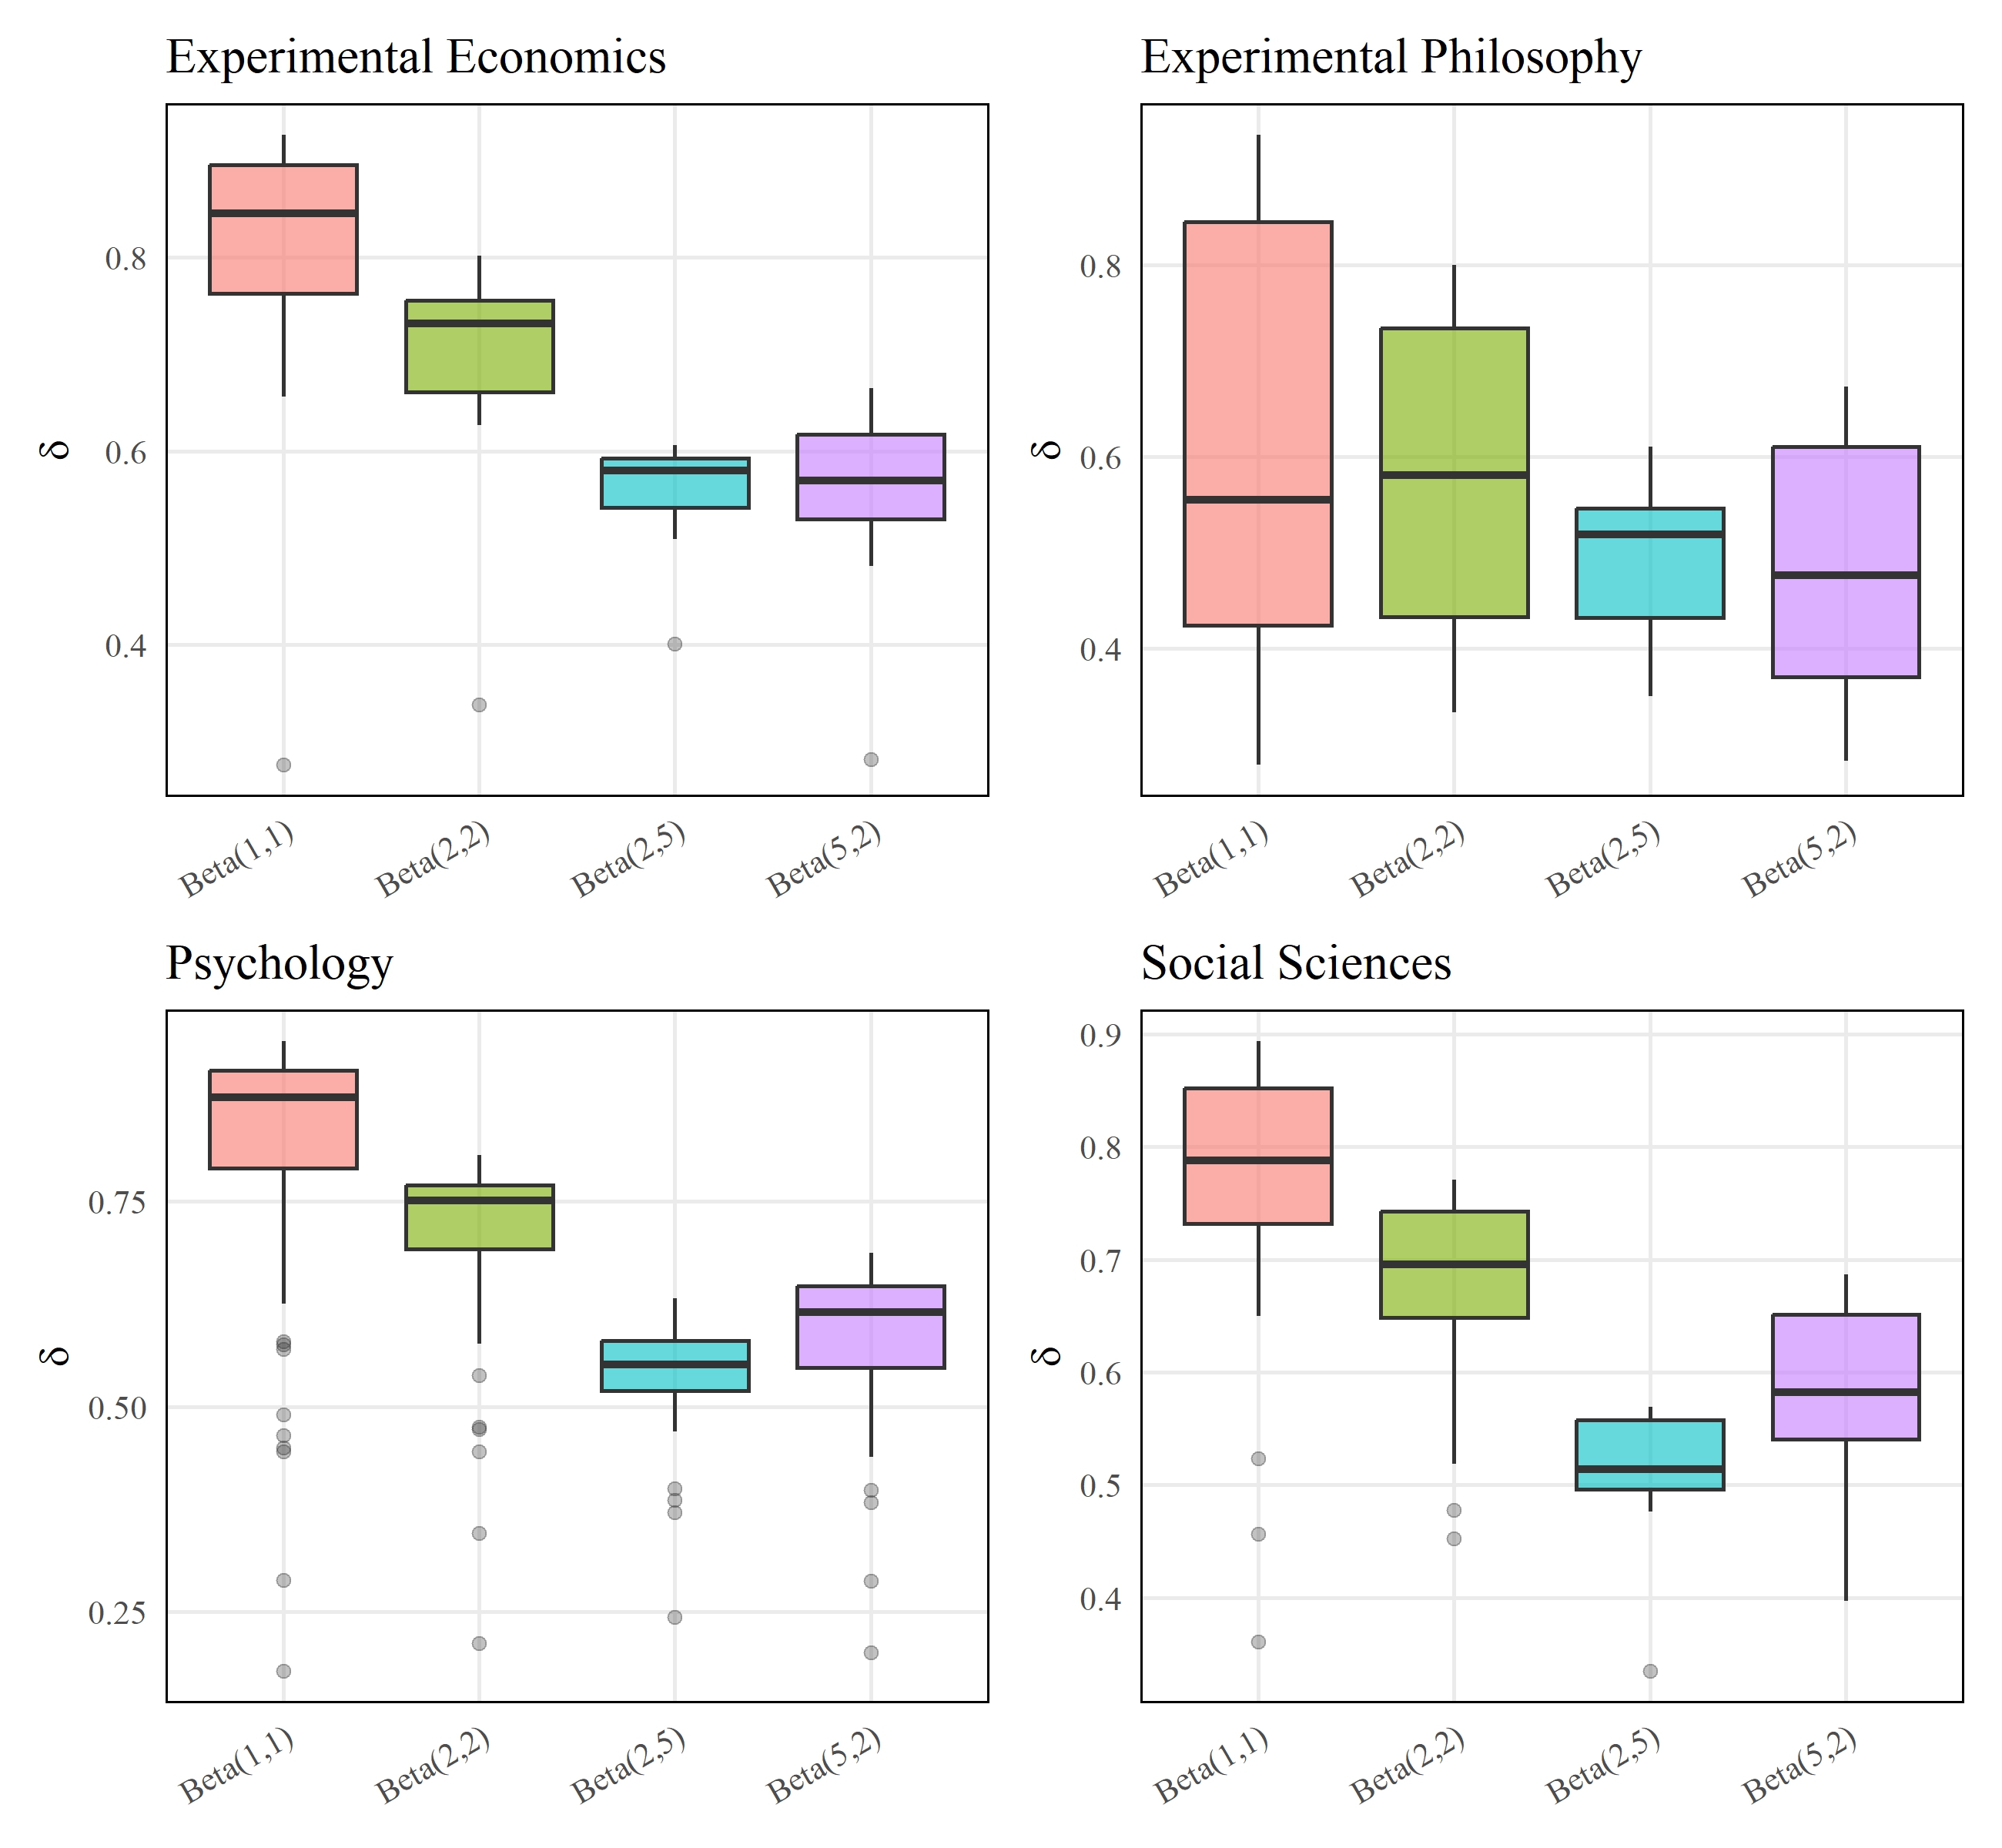 Experimental Economics
δ
0.8
0.6
0.4
Beta(1,1)
Beta(2,2)
Beta(2,5)
Beta(5,2)
Experimental Philosophy
δ
0.8
0.6
0.4
Beta(1,1)
Beta(2,2)
Beta(2,5)
Beta(5,2)
Psychology
δ
0.75
0.50
0.25
Beta(1,1)
Beta(2,2)
Beta(2,5)
Beta(5,2)
Social Sciences
δ
0.9
0.8
0.7
0.6
0.5
0.4
Beta(1,1)
Beta(2,2)
Beta(2,5)
Beta(5,2)